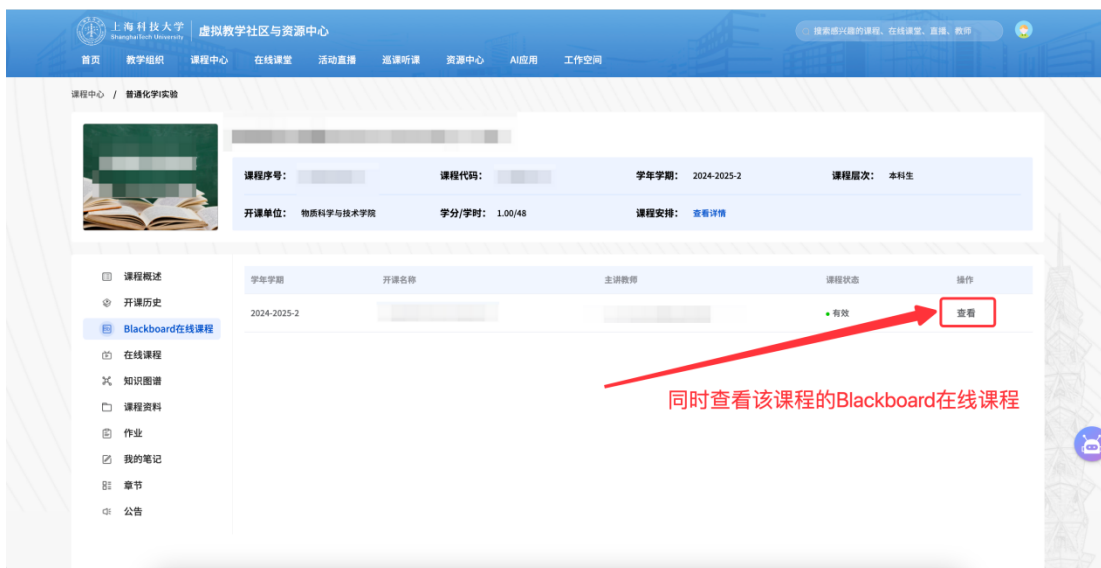 上海科技大学
ShanghaiTech University
虚拟教学社区与资源中心
搜索感兴趣的课程、在线课堂、直播、教师
首页 教学组织 课程中心 在线课堂 活动直播 巡课听课 资源中心 AI应用 工作空间
课程中心 / 普通化学I实验
课程序号： 课程代码： 学年学期： 2024-2025-2 课程层次： 本科生
开课单位： 物质科学与技术学院 学分/学时： 1.00/48 课程安排： 查看详情
课程概述
开课历史
Blackboard在线课程
在线课程
知识图谱
课程资料
作业
我的笔记
章节
公告
学年学期 开课名称 主讲教师 课程状态 操作
2024-2025-2 有效 查看
同时查看该课程的Blackboard在线课程